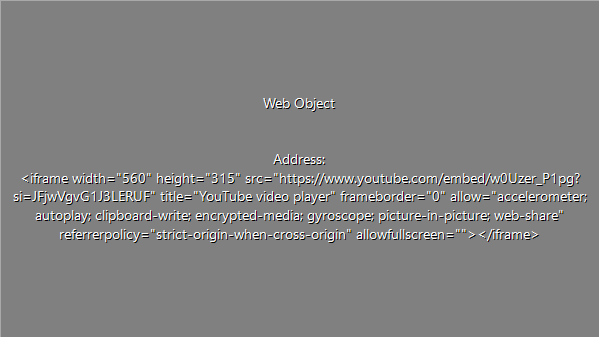 Web Object
Address:
<iframe width="560" height="315" src="https://www.youtube.com/embed/w0Uzer_P1pg?
si=JFjwVgvG1J3LERUF" title="YouTube video player" frameborder="0" allow="accelerometer;
autoplay; clipboard-write; encrypted-media; gyroscope; picture-in-picture; web-share"
referrerpolicy="strict-origin-when-cross-origin" allowfullscreen=""></iframe>